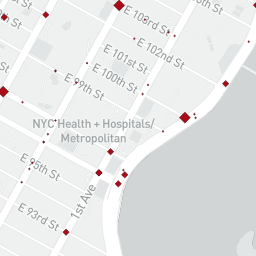 E 103rd St
E 102nd St
E 101st St
E 100th St
E 99th St
NYC Health + Hospitals/
Metropolitan
E 95th St
1st Ave
E 93rd St